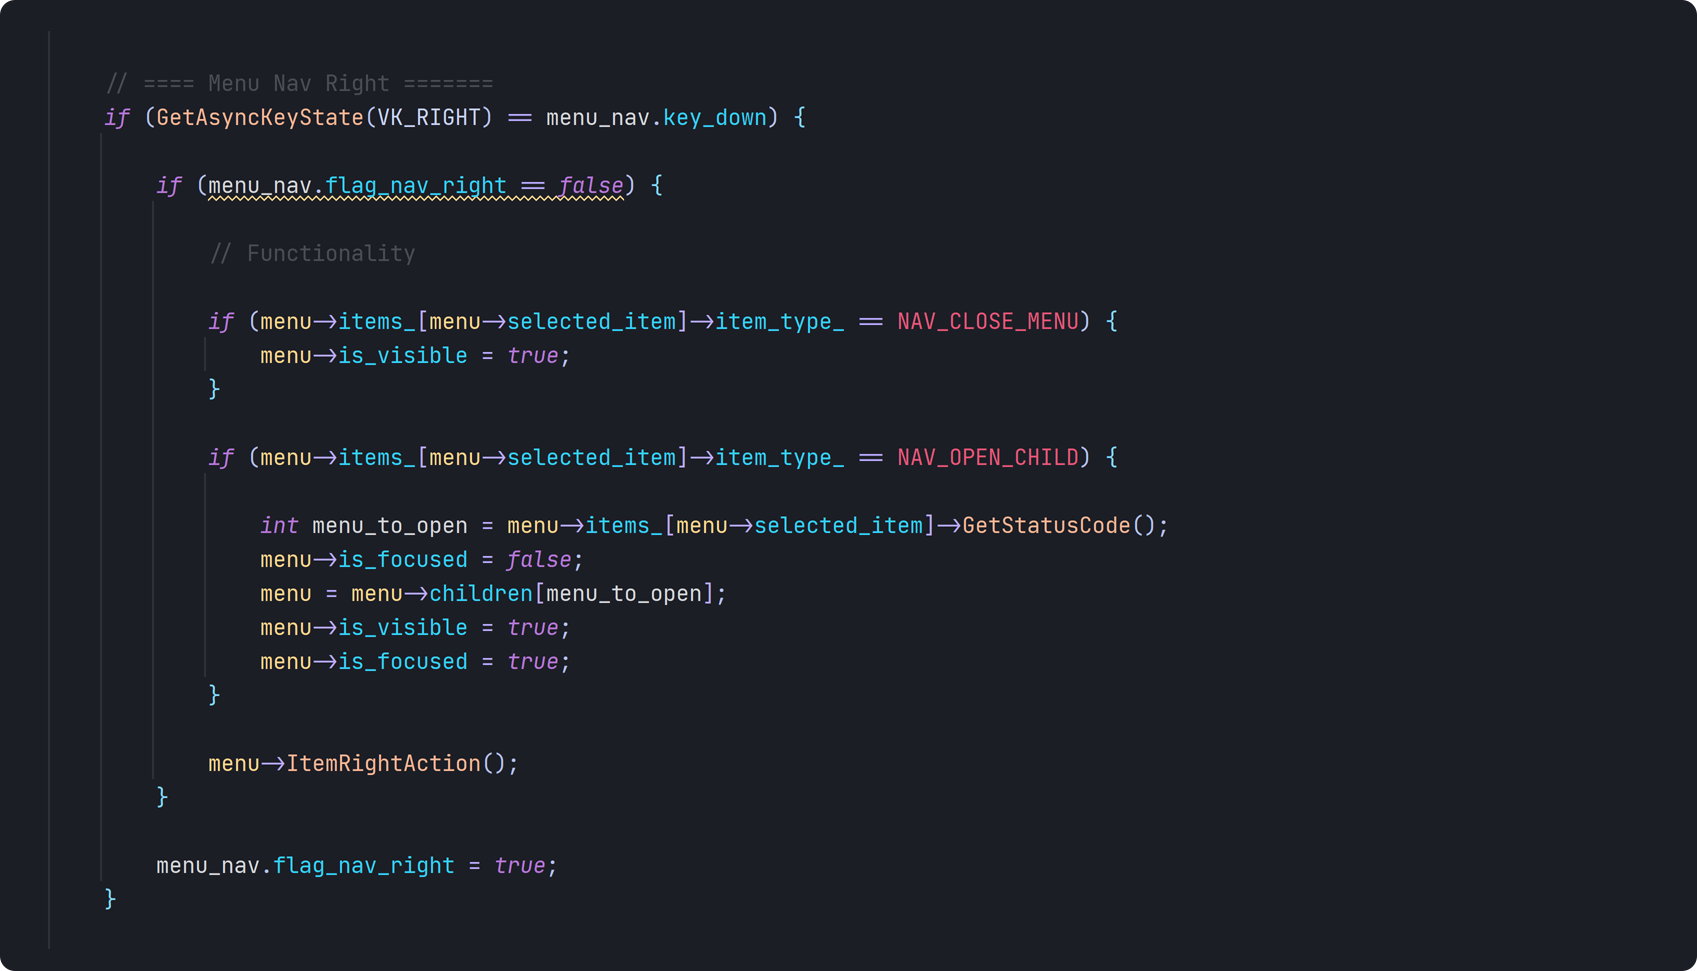 // ==== Menu Nav Right =======
if (GetAsyncKeyState(VK_RIGHT) == menu_nav.key_down) {
if (menu_nav.flag_nav_right == false) {
// Functionality
if (menu->items_[menu->selected_item]->item_type_ == NAV_CLOSE_MENU) {
menu->is_visible = true;
}
if (menu->items_[menu->selected_item]->item_type_ == NAV_OPEN_CHILD) {
int menu_to_open = menu->items_[menu->selected_item]->GetStatusCode();
menu->is_focused = false;
menu = menu->children[menu_to_open];
menu->is_visible = true;
menu->is_focused = true;
}
menu->ItemRightAction();
}
menu_nav.flag_nav_right = true;
}